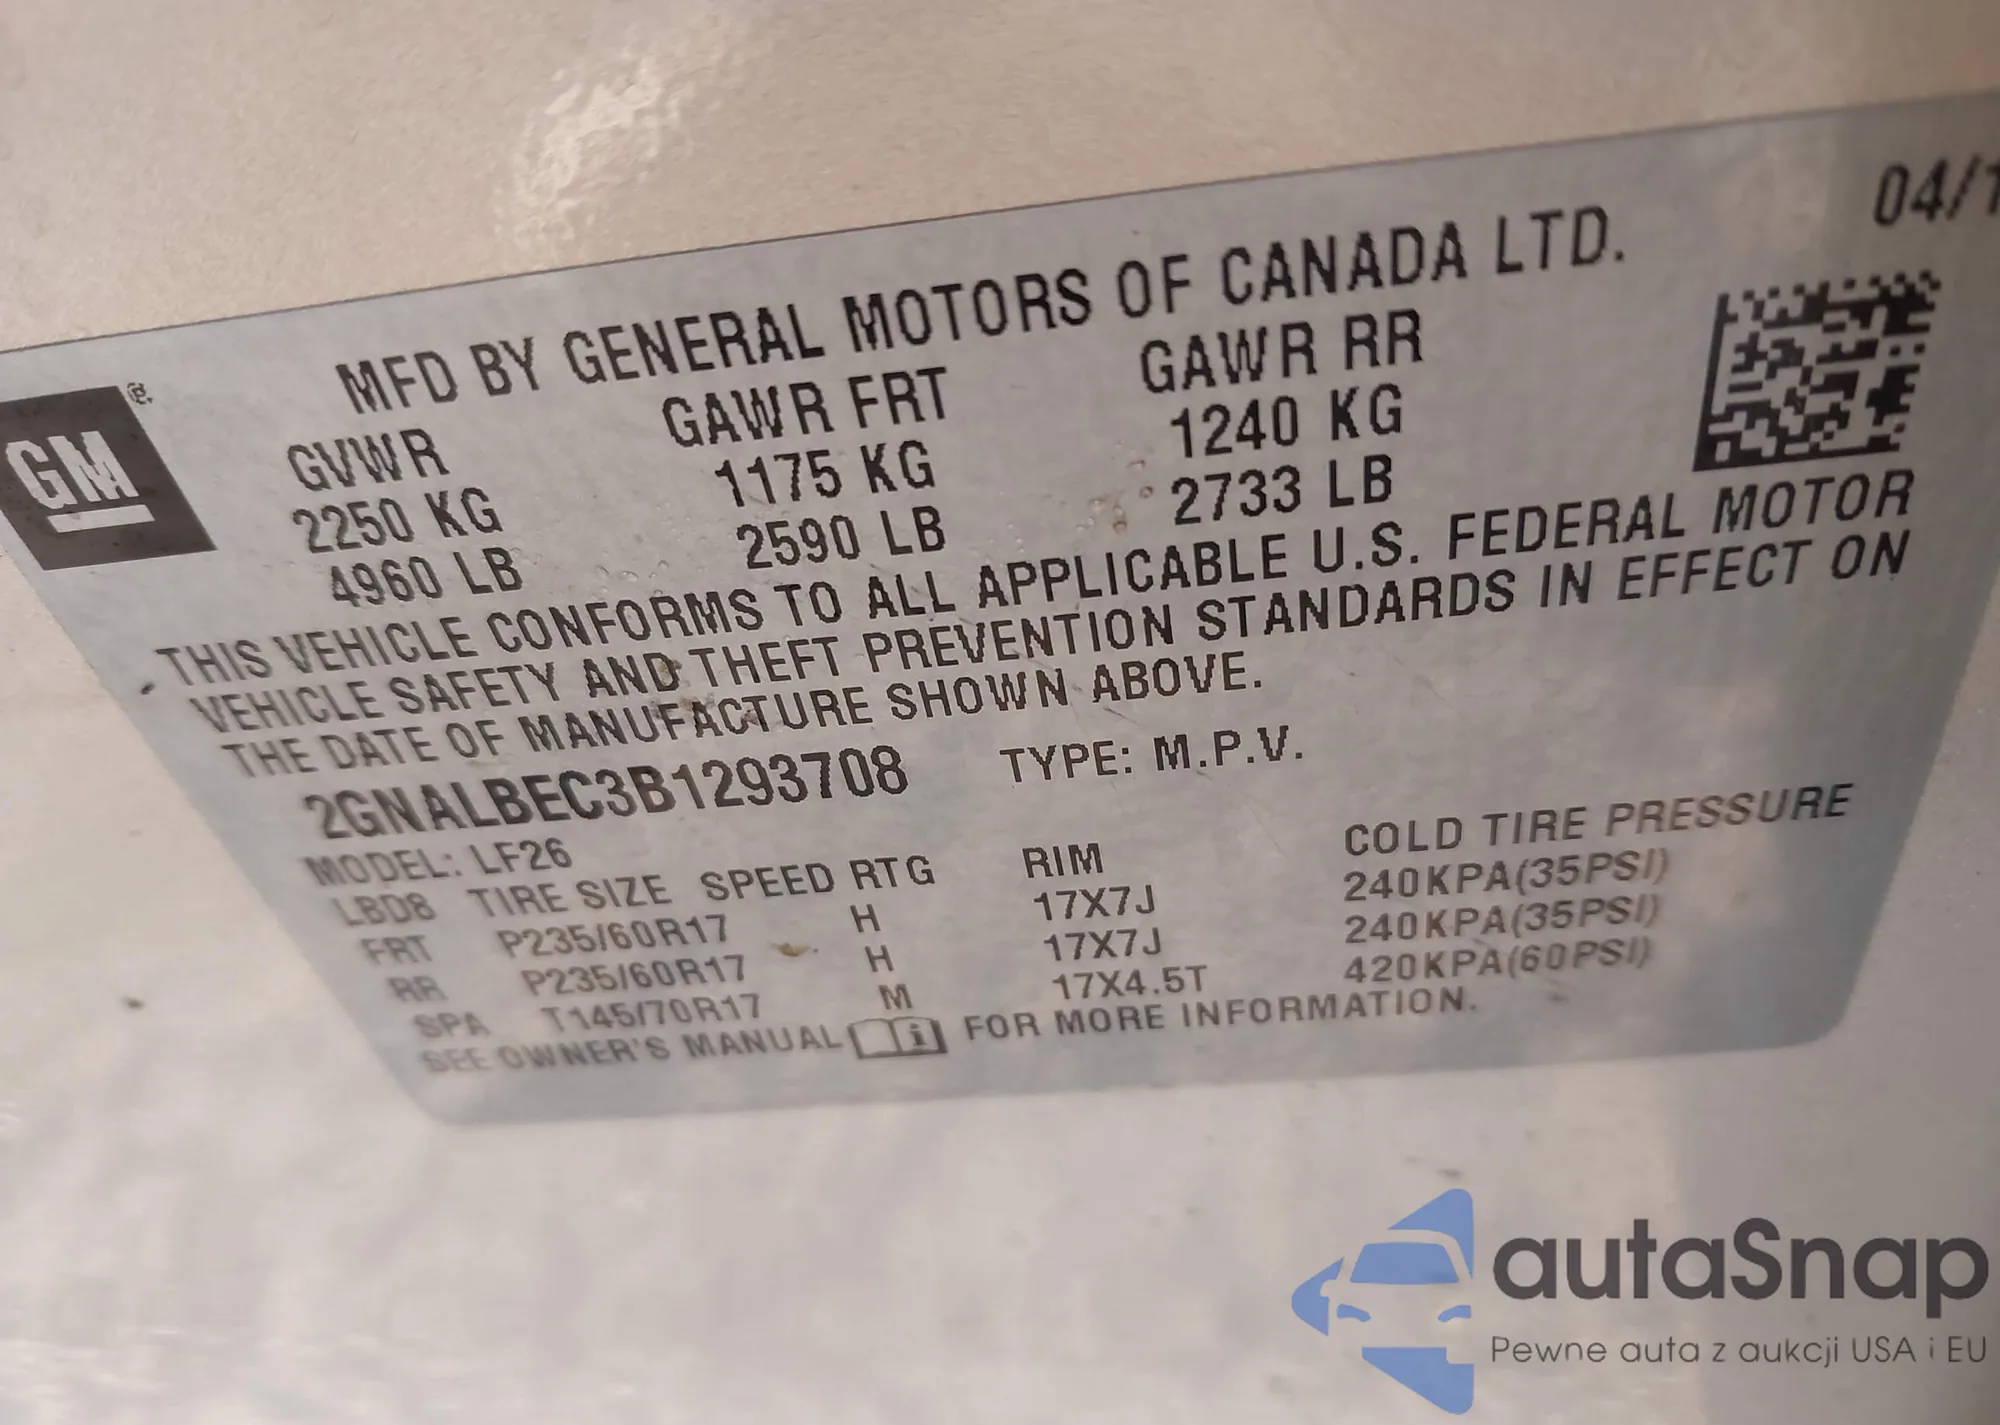 04/1
MFD BY GENERAL MOTORS OF CANADA LTD.
GM®
GVWR GAWR FRT GAWR RR
2250 KG 1175 KG 1240 KG
4960 LB 2590 LB 2733 LB
THIS VEHICLE CONFORMS TO ALL APPLICABLE U.S. FEDERAL MOTOR
VEHICLE SAFETY AND THEFT PREVENTION STANDARDS IN EFFECT ON
THE DATE OF MANUFACTURE SHOWN ABOVE.
2GNALBEC3B1293708 TYPE: M.P.V.
MODEL: LF26
LBD8 TIRE SIZE SPEED RTG RIM COLD TIRE PRESSURE
FRT P235/60R17 H 17X7J 240KPA(35PSI)
RR P235/60R17 H 17X7J 240KPA(35PSI)
SPA T145/70R17 M 17X4.5T 420KPA(60PSI)
SEE OWNER'S MANUAL i FOR MORE INFORMATION.
autaSnap
Pewne auta z aukcji USA i EU